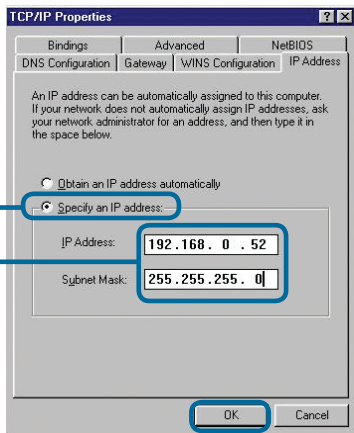 TCP/IP Properties
Bindings Advanced NetBIOS
DNS Configuration Gateway WINS Configuration IP Address
An IP address can be automatically assigned to this computer.
If your network does not automatically assign IP addresses, ask
your network administrator for an address, and then type it in
the space below.
Obtain an IP address automatically
Specify an IP address:
IP Address: 192.168. 0 .52
Subnet Mask: 255.255.255. 0
OK Cancel